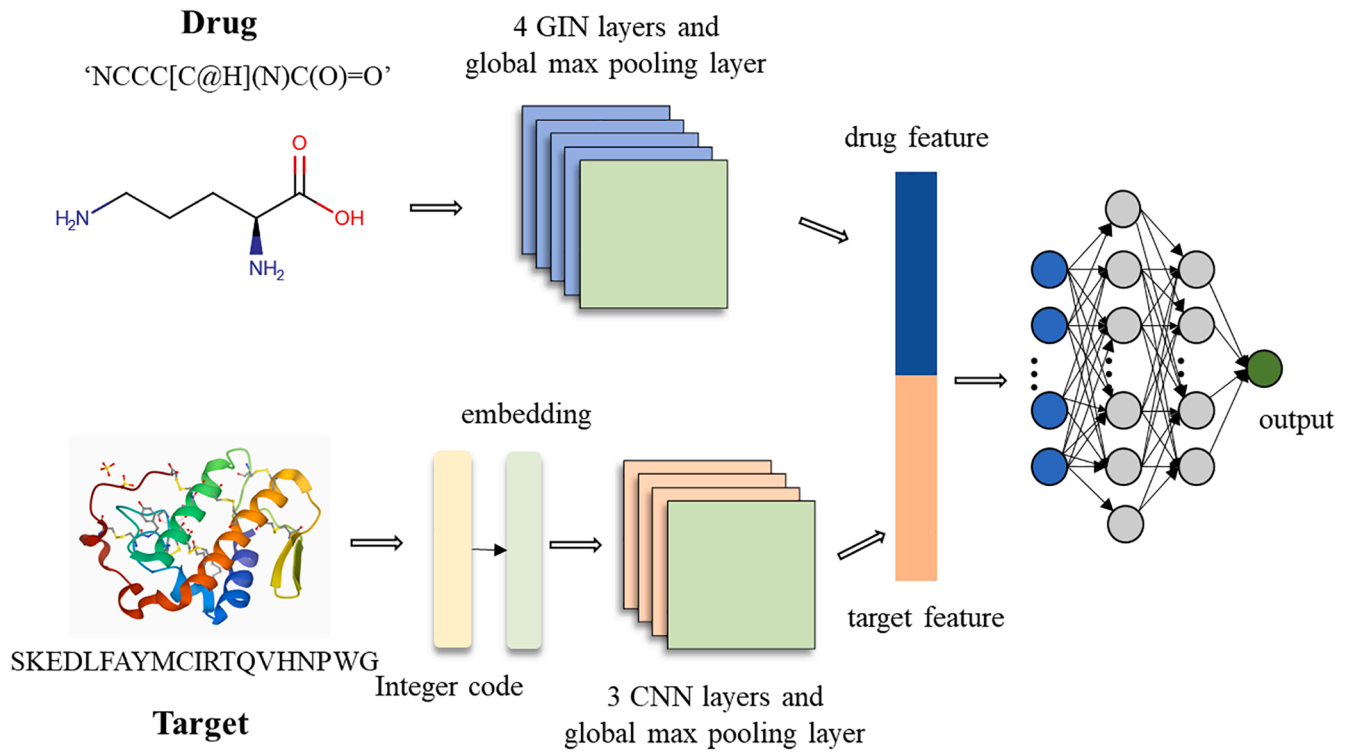 Drug
‘NCCC[C@H](N)C(O)=O’
O
H₂N
OH
NH₂
4 GIN layers and
global max pooling layer
drug feature
output
embedding
Integer code
3 CNN layers and
global max pooling layer
target feature
SKEDLFAYMCIRTQVHNPWG
Target